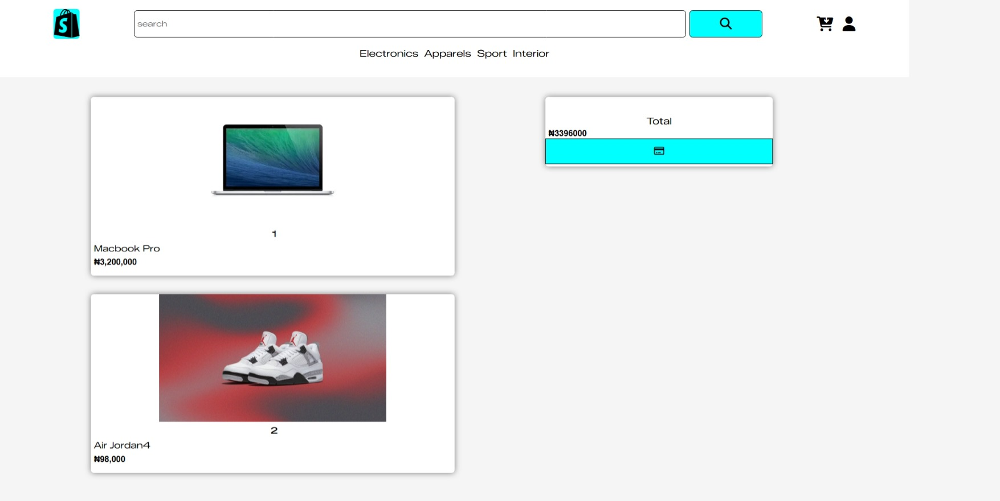 S
search
Electronics Apparels Sport Interior
1
Macbook Pro
₦3,200,000
2
Air Jordan4
₦98,000
Total
₦3396000